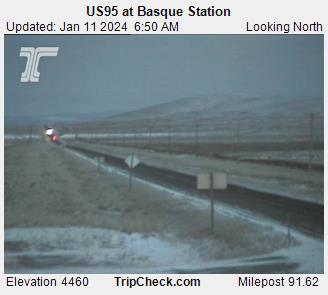 US95 at Basque Station
Updated: Jan 11 2024 6:50 AM Looking North
Elevation 4460 TripCheck.com Milepost 91.62